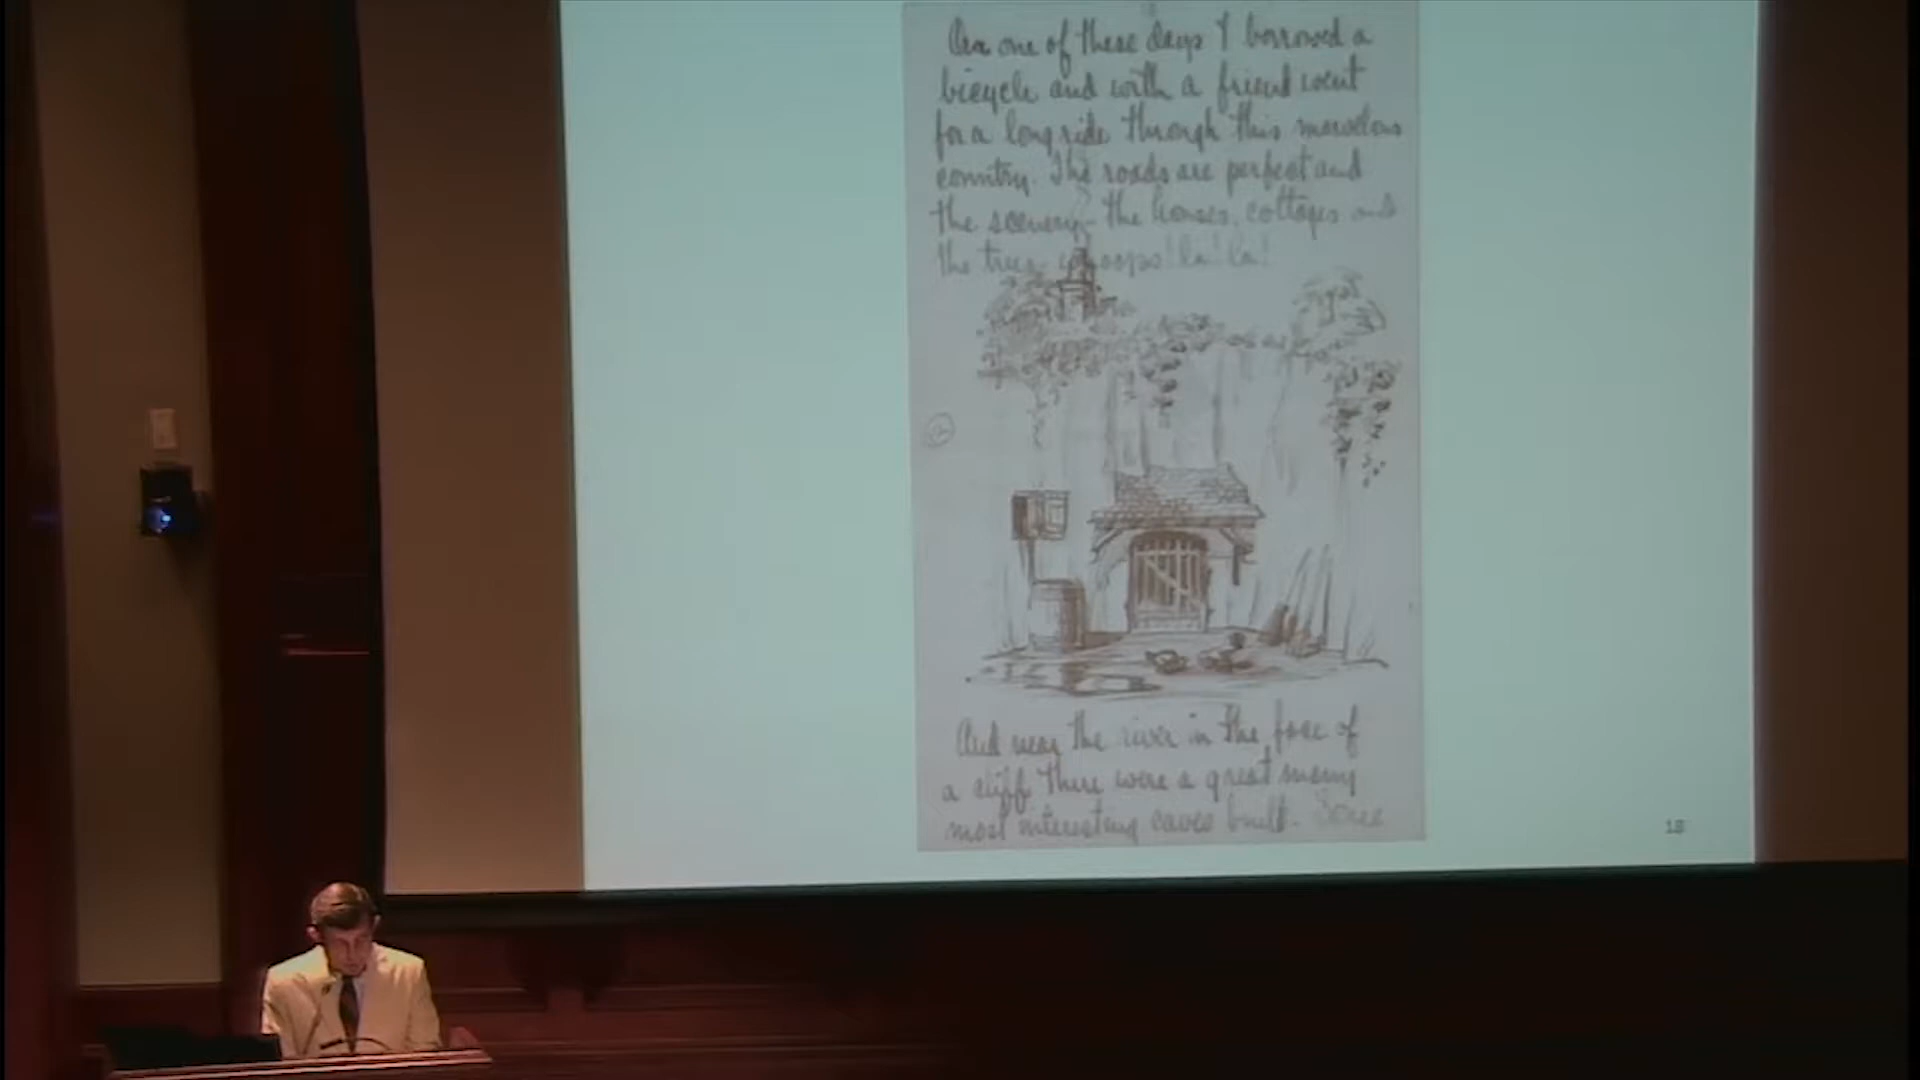 On one of these days I borrowed a
bicycle and with a friend went
for a long ride through this marvelous
country. The roads are perfect and
the scenery - the houses, cottages and
the trees, whoops! la! la!
And near the river in the face of
a cliff there were a great many
most interesting caves built. Some